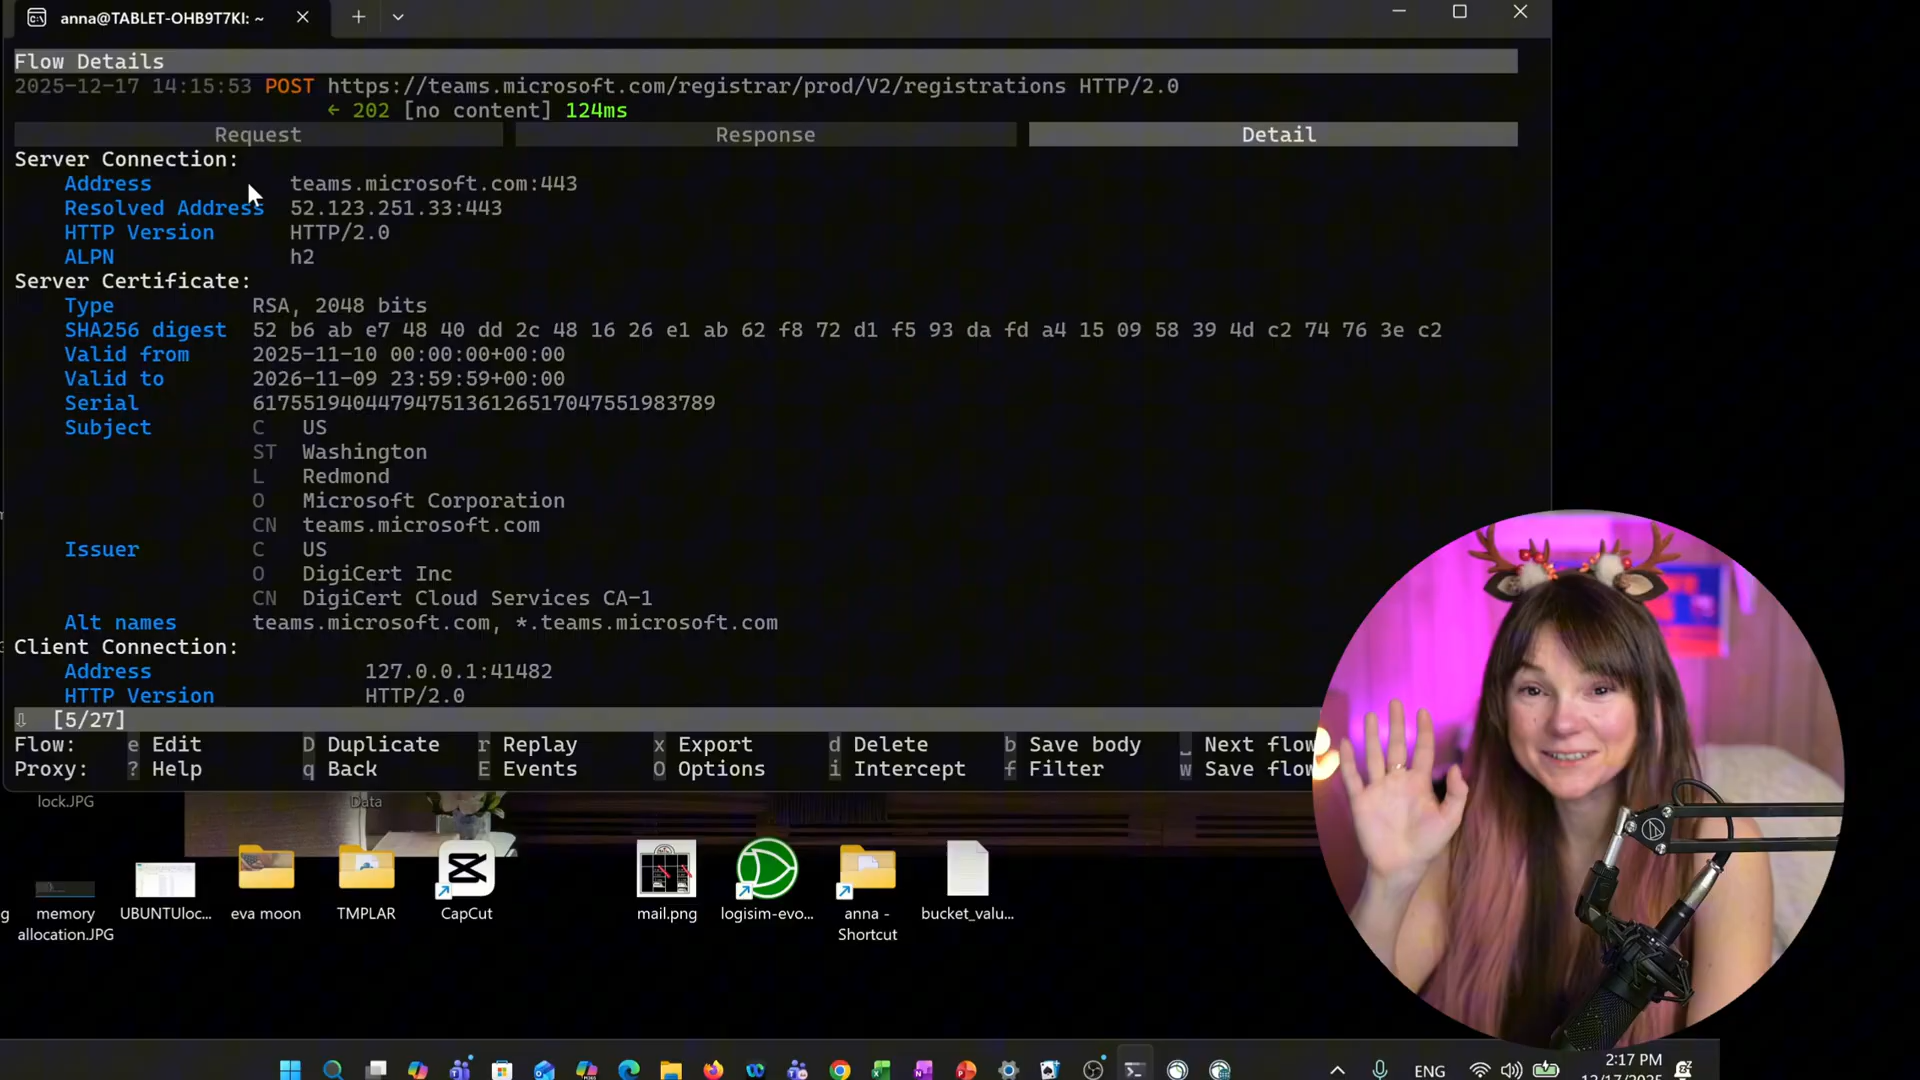 anna@TABLET-OHB9T7KI: ~
Flow Details
2025-12-17 14:15:53 POST https://teams.microsoft.com/registrar/prod/V2/registrations HTTP/2.0
← 202 [no content] 124ms
Request Response Detail
Server Connection:
Address teams.microsoft.com:443
Resolved Address 52.123.251.33:443
HTTP Version HTTP/2.0
ALPN h2
Server Certificate:
Type RSA, 2048 bits
SHA256 digest 52 b6 ab e7 48 40 dd 2c 48 16 26 e1 ab 62 f8 72 d1 f5 93 da fd a4 15 09 58 39 4d c2 74 76 3e c2
Valid from 2025-11-10 00:00:00+00:00
Valid to 2026-11-09 23:59:59+00:00
Serial 6175519404479475136126517047551983789
Subject C US
ST Washington
L Redmond
O Microsoft Corporation
CN teams.microsoft.com
Issuer C US
O DigiCert Inc
CN DigiCert Cloud Services CA-1
Alt names teams.microsoft.com, *.teams.microsoft.com
Client Connection:
Address 127.0.0.1:41482
HTTP Version HTTP/2.0
⇩ [5/27]
Flow: e Edit D Duplicate r Replay x Export d Delete b Save body ␣ Next flow
Proxy: ? Help q Back E Events O Options i Intercept f Filter w Save flow
lock.JPG
Data
memory allocation.JPG
UBUNTUloc...
eva moon
TMPLAR
CapCut
mail.png
logisim-evo...
anna - Shortcut
bucket_valu...
ENG
2:17 PM